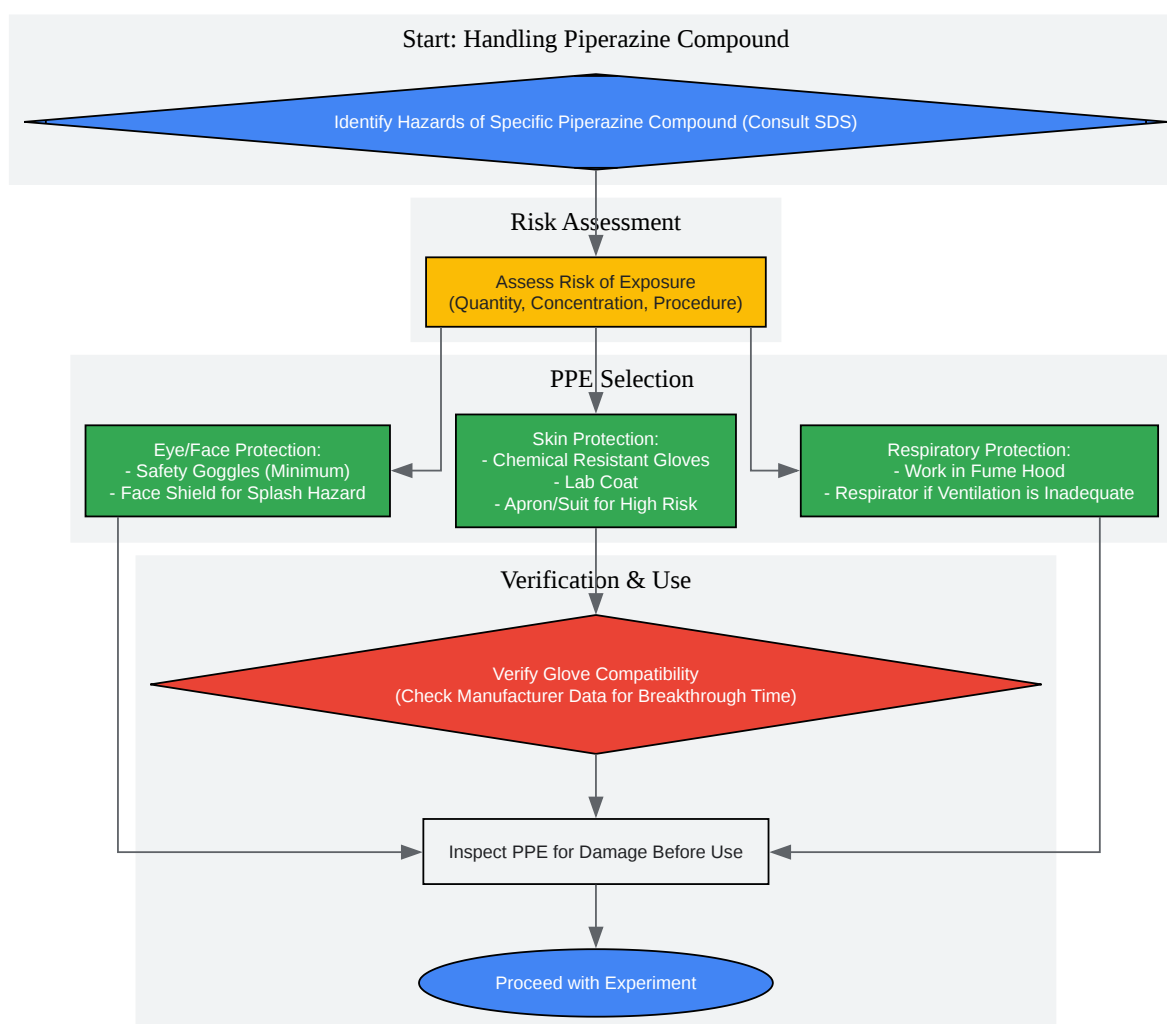 Start: Handling Piperazine Compound
Identify Hazards of Specific Piperazine Compound (Consult SDS)
Risk Assessment
Assess Risk of Exposure
(Quantity, Concentration, Procedure)
PPE Selection
Eye/Face Protection:
- Safety Goggles (Minimum)
- Face Shield for Splash Hazard
Skin Protection:
- Chemical Resistant Gloves
- Lab Coat
- Apron/Suit for High Risk
Respiratory Protection:
- Work in Fume Hood
- Respirator if Ventilation is Inadequate
Verification & Use
Verify Glove Compatibility
(Check Manufacturer Data for Breakthrough Time)
Inspect PPE for Damage Before Use
Proceed with Experiment